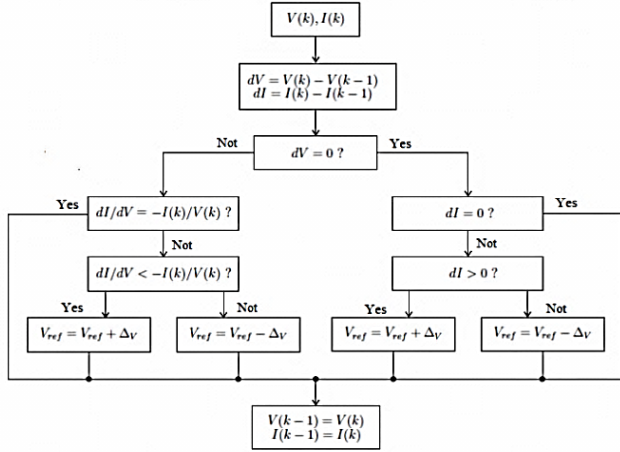 V(k), I(k)
dV = V(k) − V(k−1)
dI = I(k) − I(k−1)
Not
Yes
dV = 0 ?
Yes
dI/dV = −I(k)/V(k) ?
dI = 0 ?
Yes
Not
Not
dI/dV < −I(k)/V(k) ?
dI > 0 ?
Yes
Not
Yes
Not
V_ref = V_ref + Δ_V
V_ref = V_ref − Δ_V
V_ref = V_ref + Δ_V
V_ref = V_ref − Δ_V
V(k−1) = V(k)
I(k−1) = I(k)